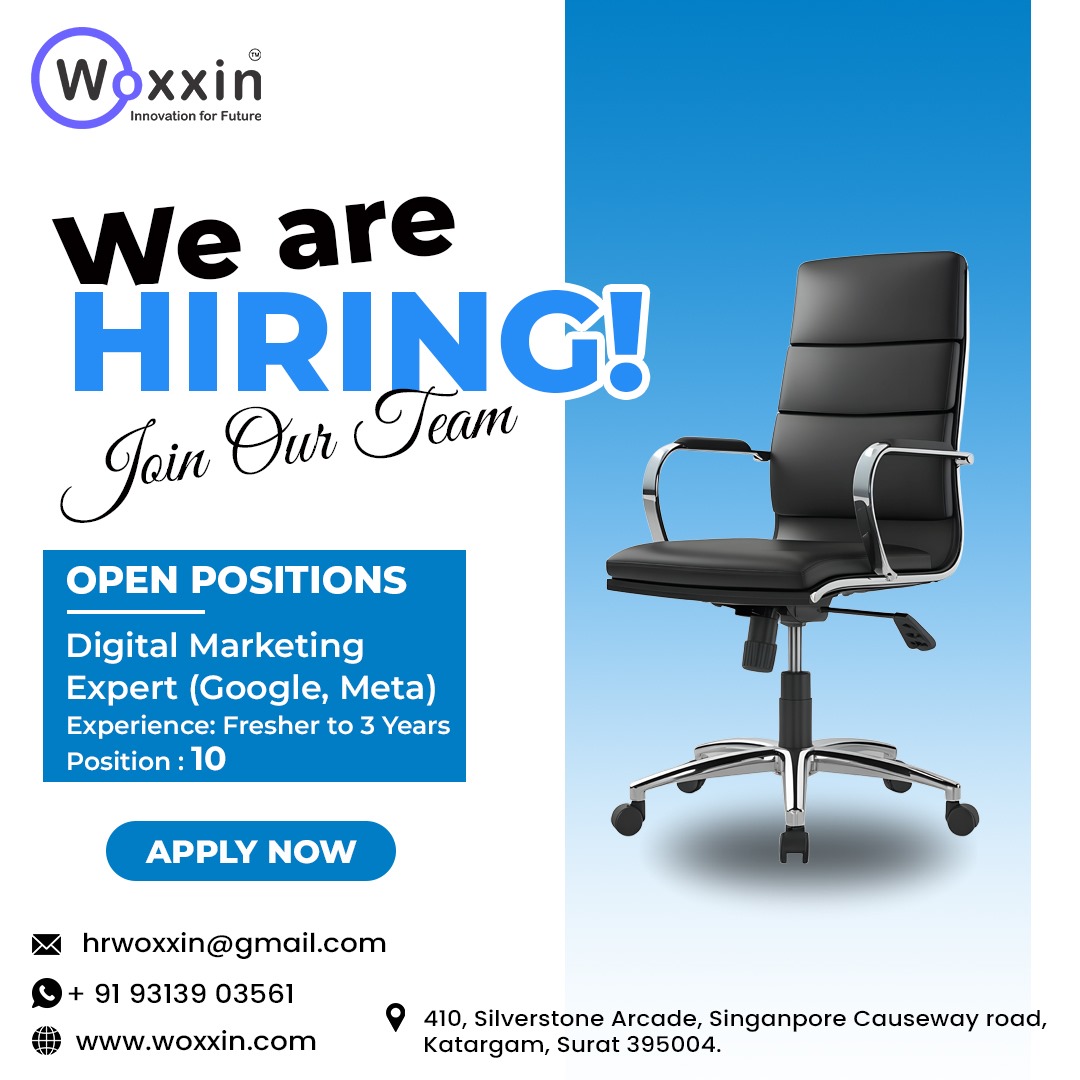 Woxxin™
Innovation for Future
We are
HIRING!
Join Our Team
OPEN POSITIONS
Digital Marketing
Expert (Google, Meta)
Experience: Fresher to 3 Years
Position : 10
APPLY NOW
hrwoxxin@gmail.com
+ 91 93139 03561
www.woxxin.com
410, Silverstone Arcade, Singanpore Causeway road,
Katargam, Surat 395004.